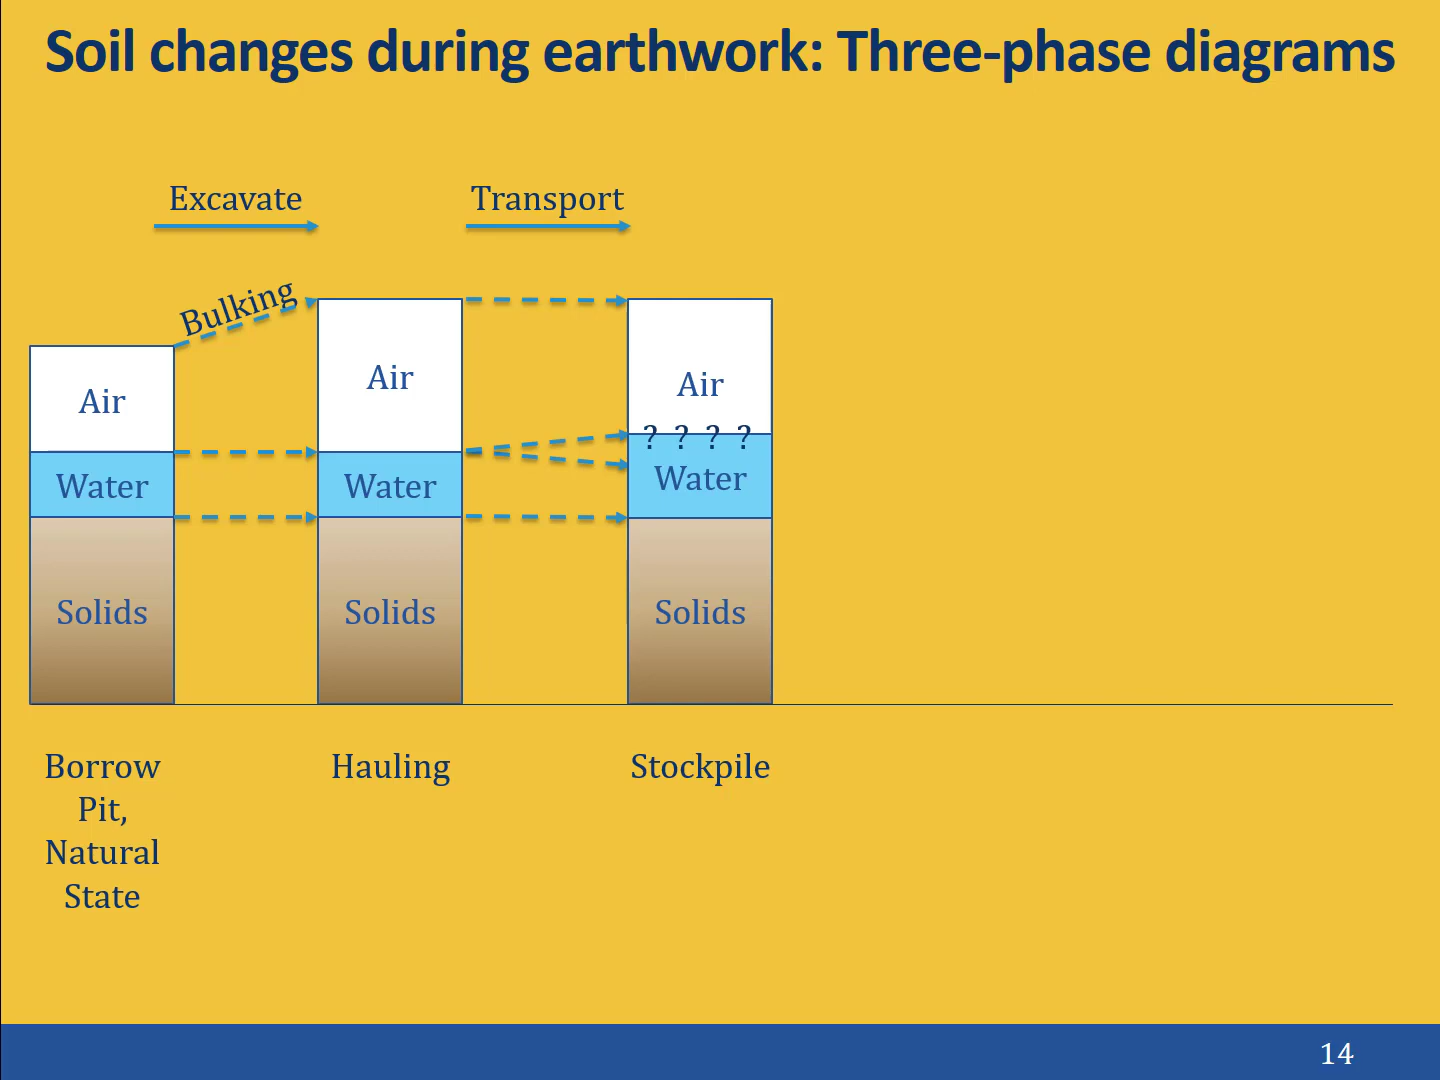 Soil changes during earthwork: Three-phase diagrams
Excavate
Transport
Bulking
Air
Air
Air
? ? ? ?
Water
Water
Water
Solids
Solids
Solids
Borrow
Pit,
Natural
State
Hauling
Stockpile
14